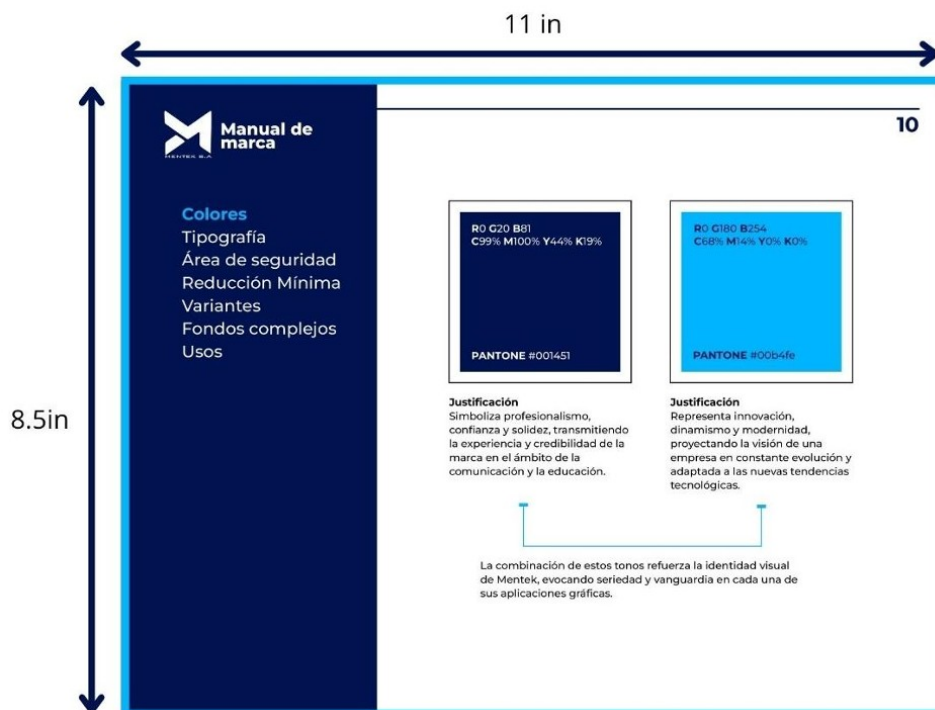 11 in
8.5in
Manual de
marca
MENTEK S.A
10
Colores
Tipografía
Área de seguridad
Reducción Mínima
Variantes
Fondos complejos
Usos
R0 G20 B81
C99% M100% Y44% K19%
PANTONE #001451
Justificación
Simboliza profesionalismo,
confianza y solidez, transmitiendo
la experiencia y credibilidad de la
marca en el ámbito de la
comunicación y la educación.
R0 G180 B254
C68% M14% Y0% K0%
PANTONE #00b4fe
Justificación
Representa innovación,
dinamismo y modernidad,
proyectando la visión de una
empresa en constante evolución y
adaptada a las nuevas tendencias
tecnológicas.
La combinación de estos tonos refuerza la identidad visual
de Mentek, evocando seriedad y vanguardia en cada una de
sus aplicaciones gráficas.